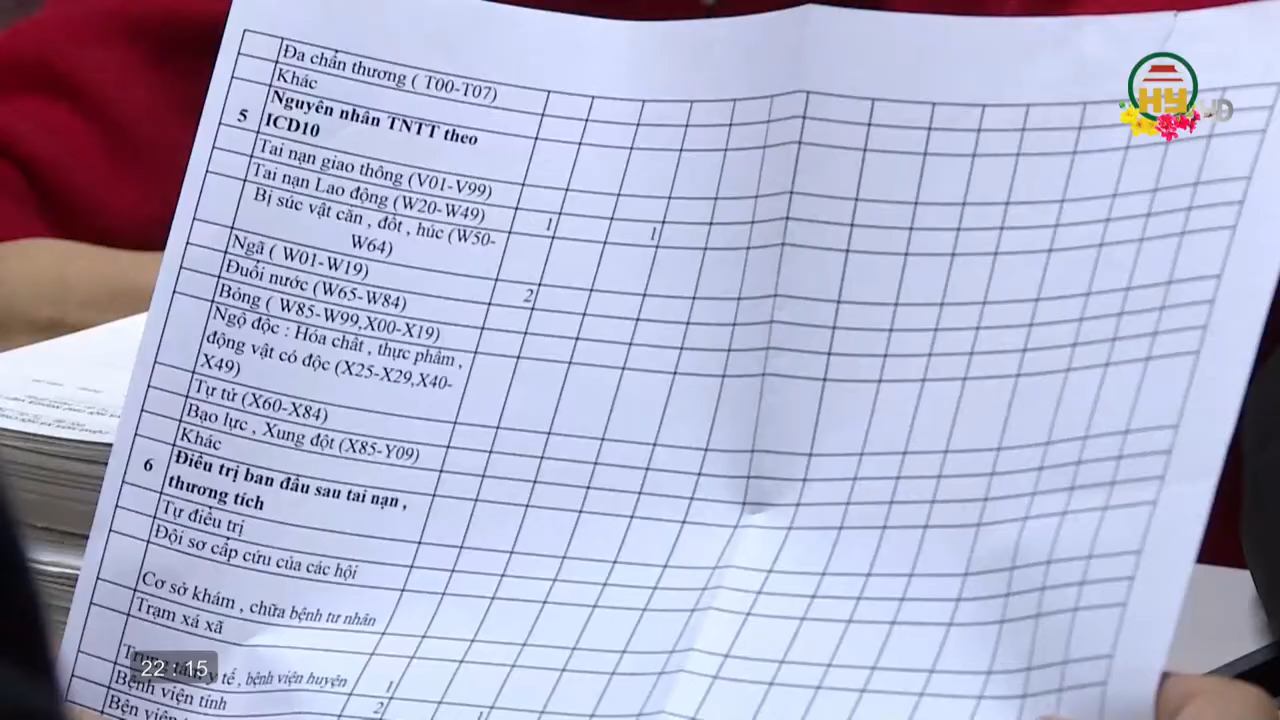 Đa chấn thương ( T00-T07)
Khác
5 Nguyên nhân TNTT theo
ICD10
Tai nạn giao thông (V01-V99)
Tai nạn Lao động (W20-W49) 1 1
Bị súc vật cắn , đốt , húc (W50-
W64)
Ngã ( W01-W19) 2
Đuối nước (W65-W84)
Bỏng ( W85-W99,X00-X19)
Ngộ độc : Hóa chất , thực phẩm ,
động vật có độc (X25-X29,X40-
X49)
Tự tử (X60-X84)
Bạo lực , Xung đột (X85-Y09)
Khác
6 Điều trị ban đầu sau tai nạn ,
thương tích
Tự điều trị
Đội sơ cấp cứu của các hội
Cơ sở khám , chữa bệnh tư nhân
Trạm xá xã
y tế , bệnh viện huyện 1
Bệnh viện tỉnh 2 1
HY HD
22 : 15